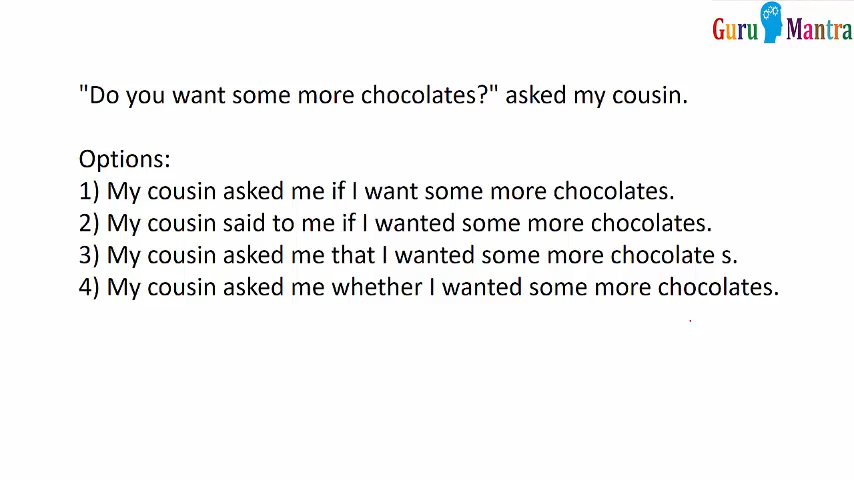 Guru Mantra
"Do you want some more chocolates?" asked my cousin.
Options:
1) My cousin asked me if I want some more chocolates.
2) My cousin said to me if I wanted some more chocolates.
3) My cousin asked me that I wanted some more chocolate s.
4) My cousin asked me whether I wanted some more chocolates.